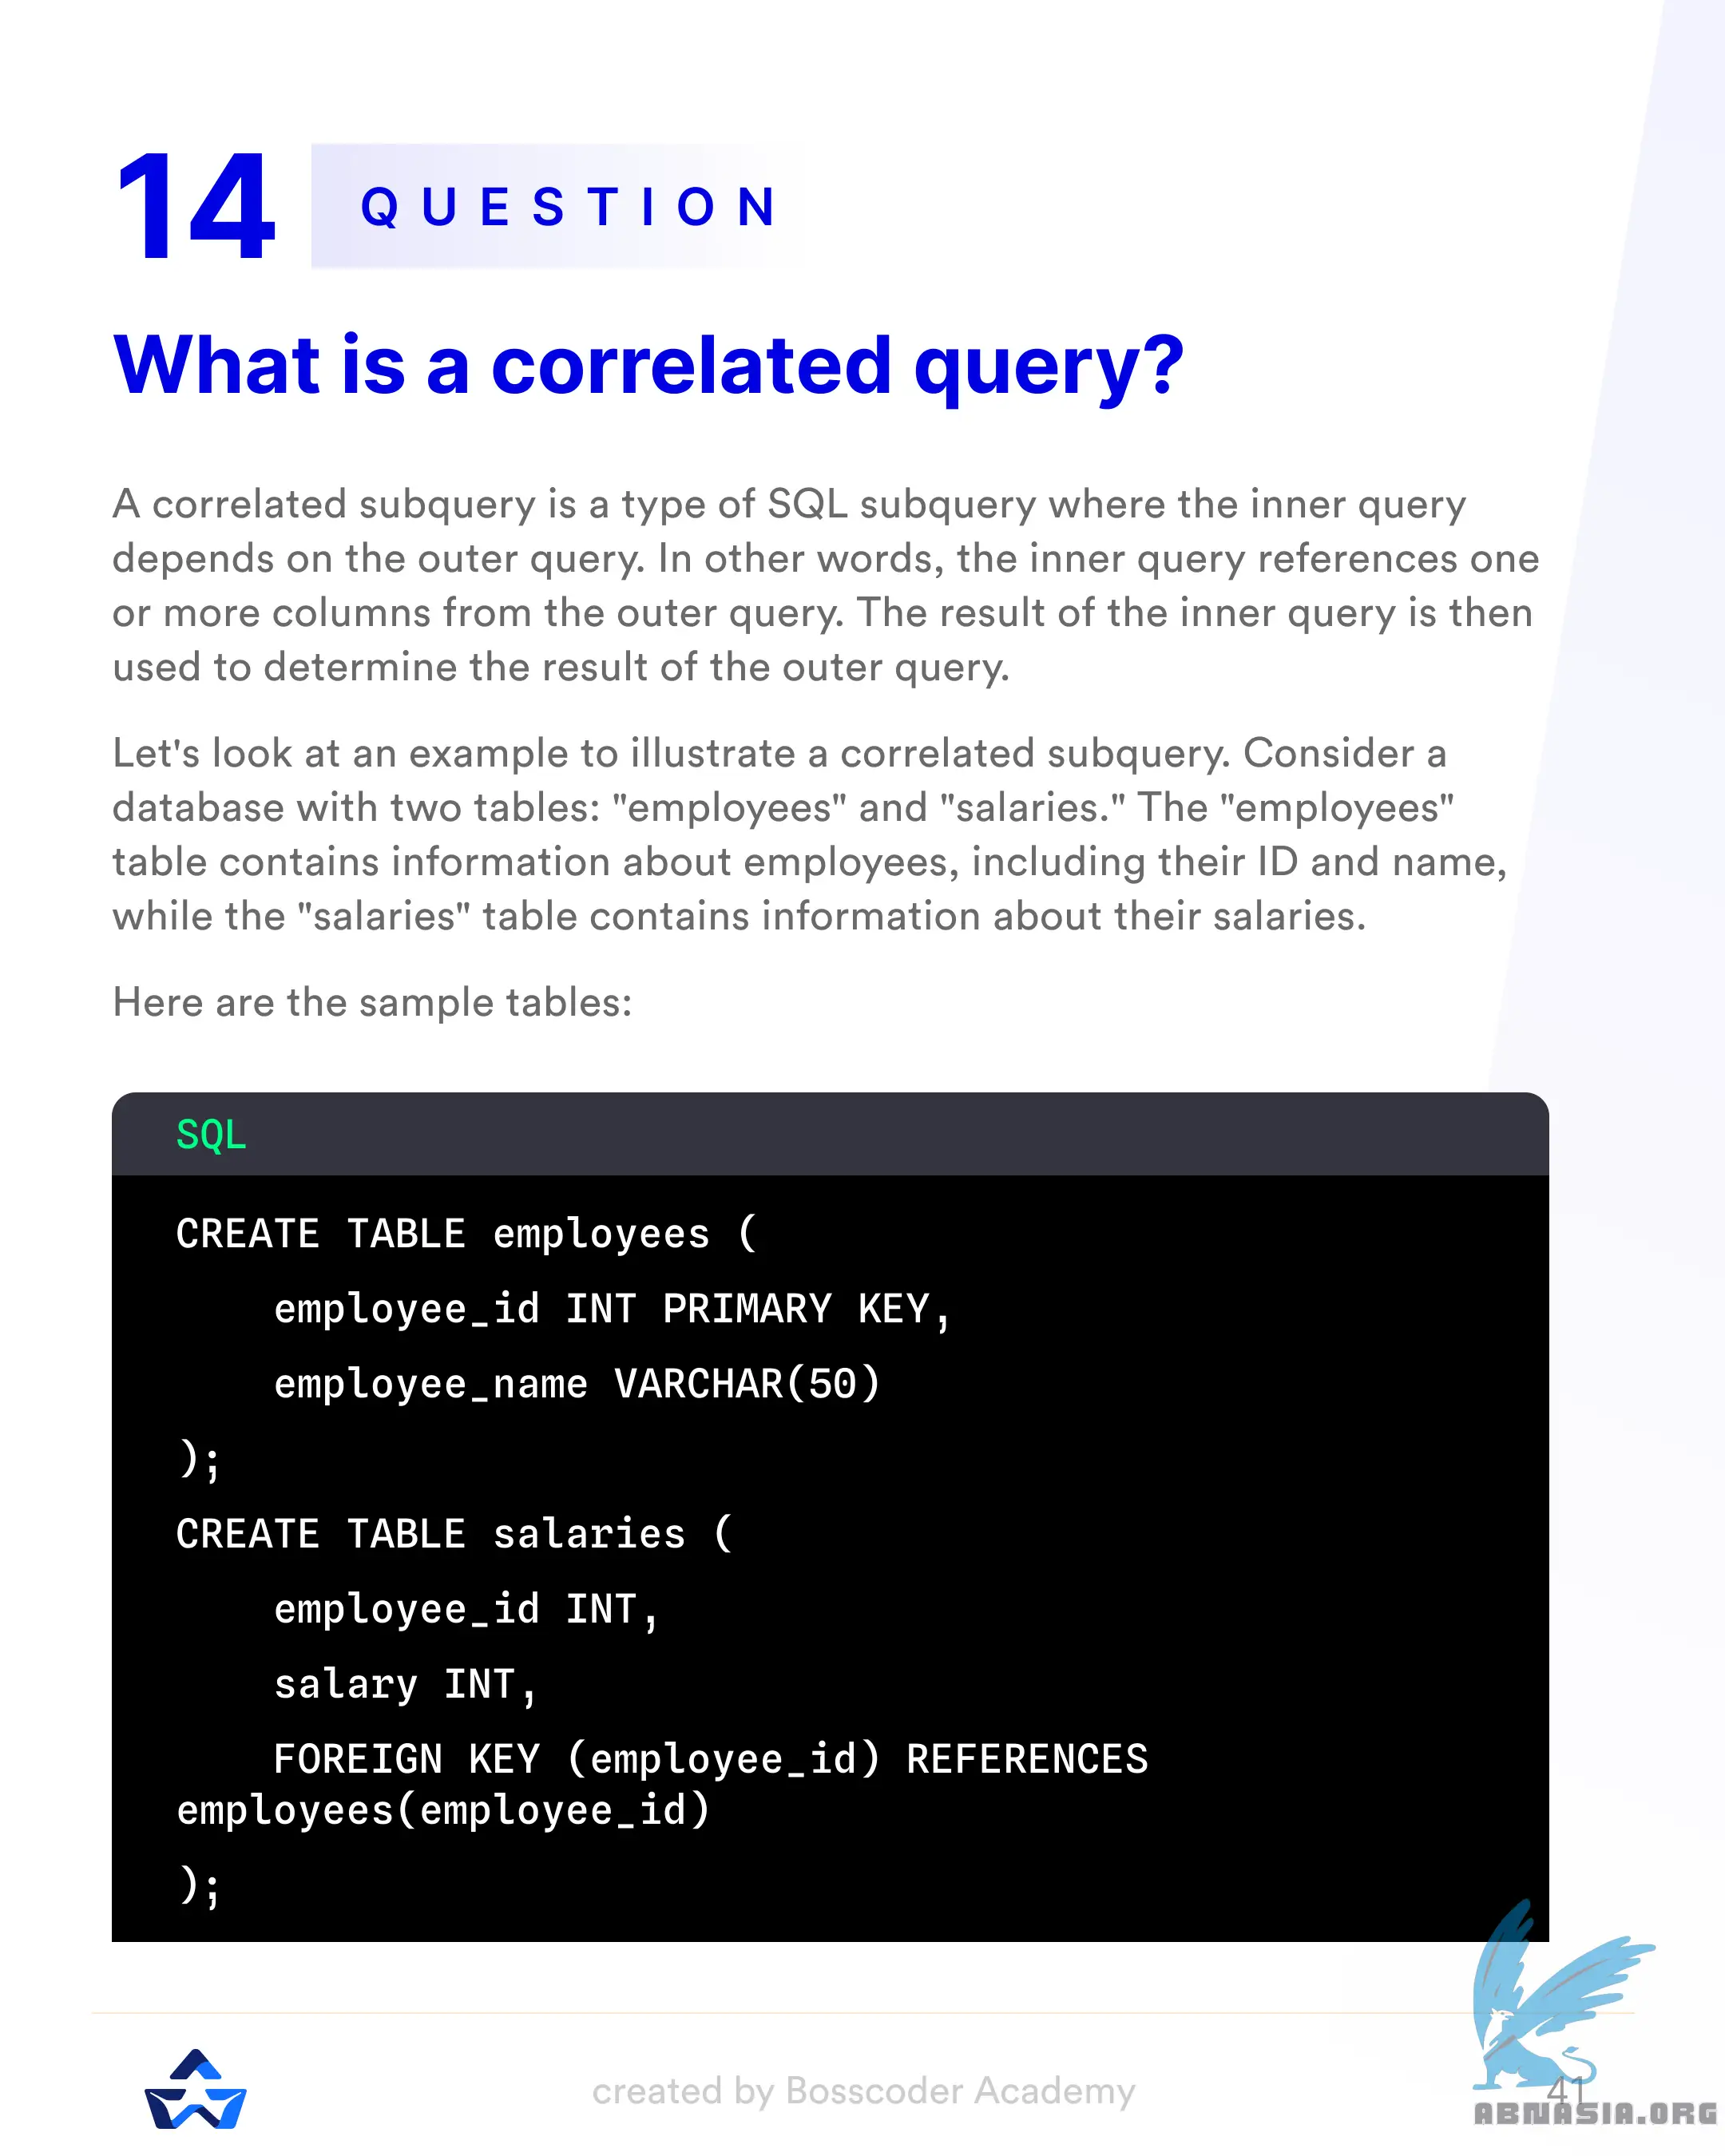 14 QUESTION
What is a correlated query?
A correlated subquery is a type of SQL subquery where the inner query
depends on the outer query. In other words, the inner query references one
or more columns from the outer query. The result of the inner query is then
used to determine the result of the outer query.
Let's look at an example to illustrate a correlated subquery. Consider a
database with two tables: "employees" and "salaries." The "employees"
table contains information about employees, including their ID and name,
while the "salaries" table contains information about their salaries.
Here are the sample tables:
SQL
CREATE TABLE employees (
    employee_id INT PRIMARY KEY,
    employee_name VARCHAR(50)
);
CREATE TABLE salaries (
    employee_id INT,
    salary INT,
    FOREIGN KEY (employee_id) REFERENCES
employees(employee_id)
);
created by Bosscoder Academy
41
ABNASIA.ORG